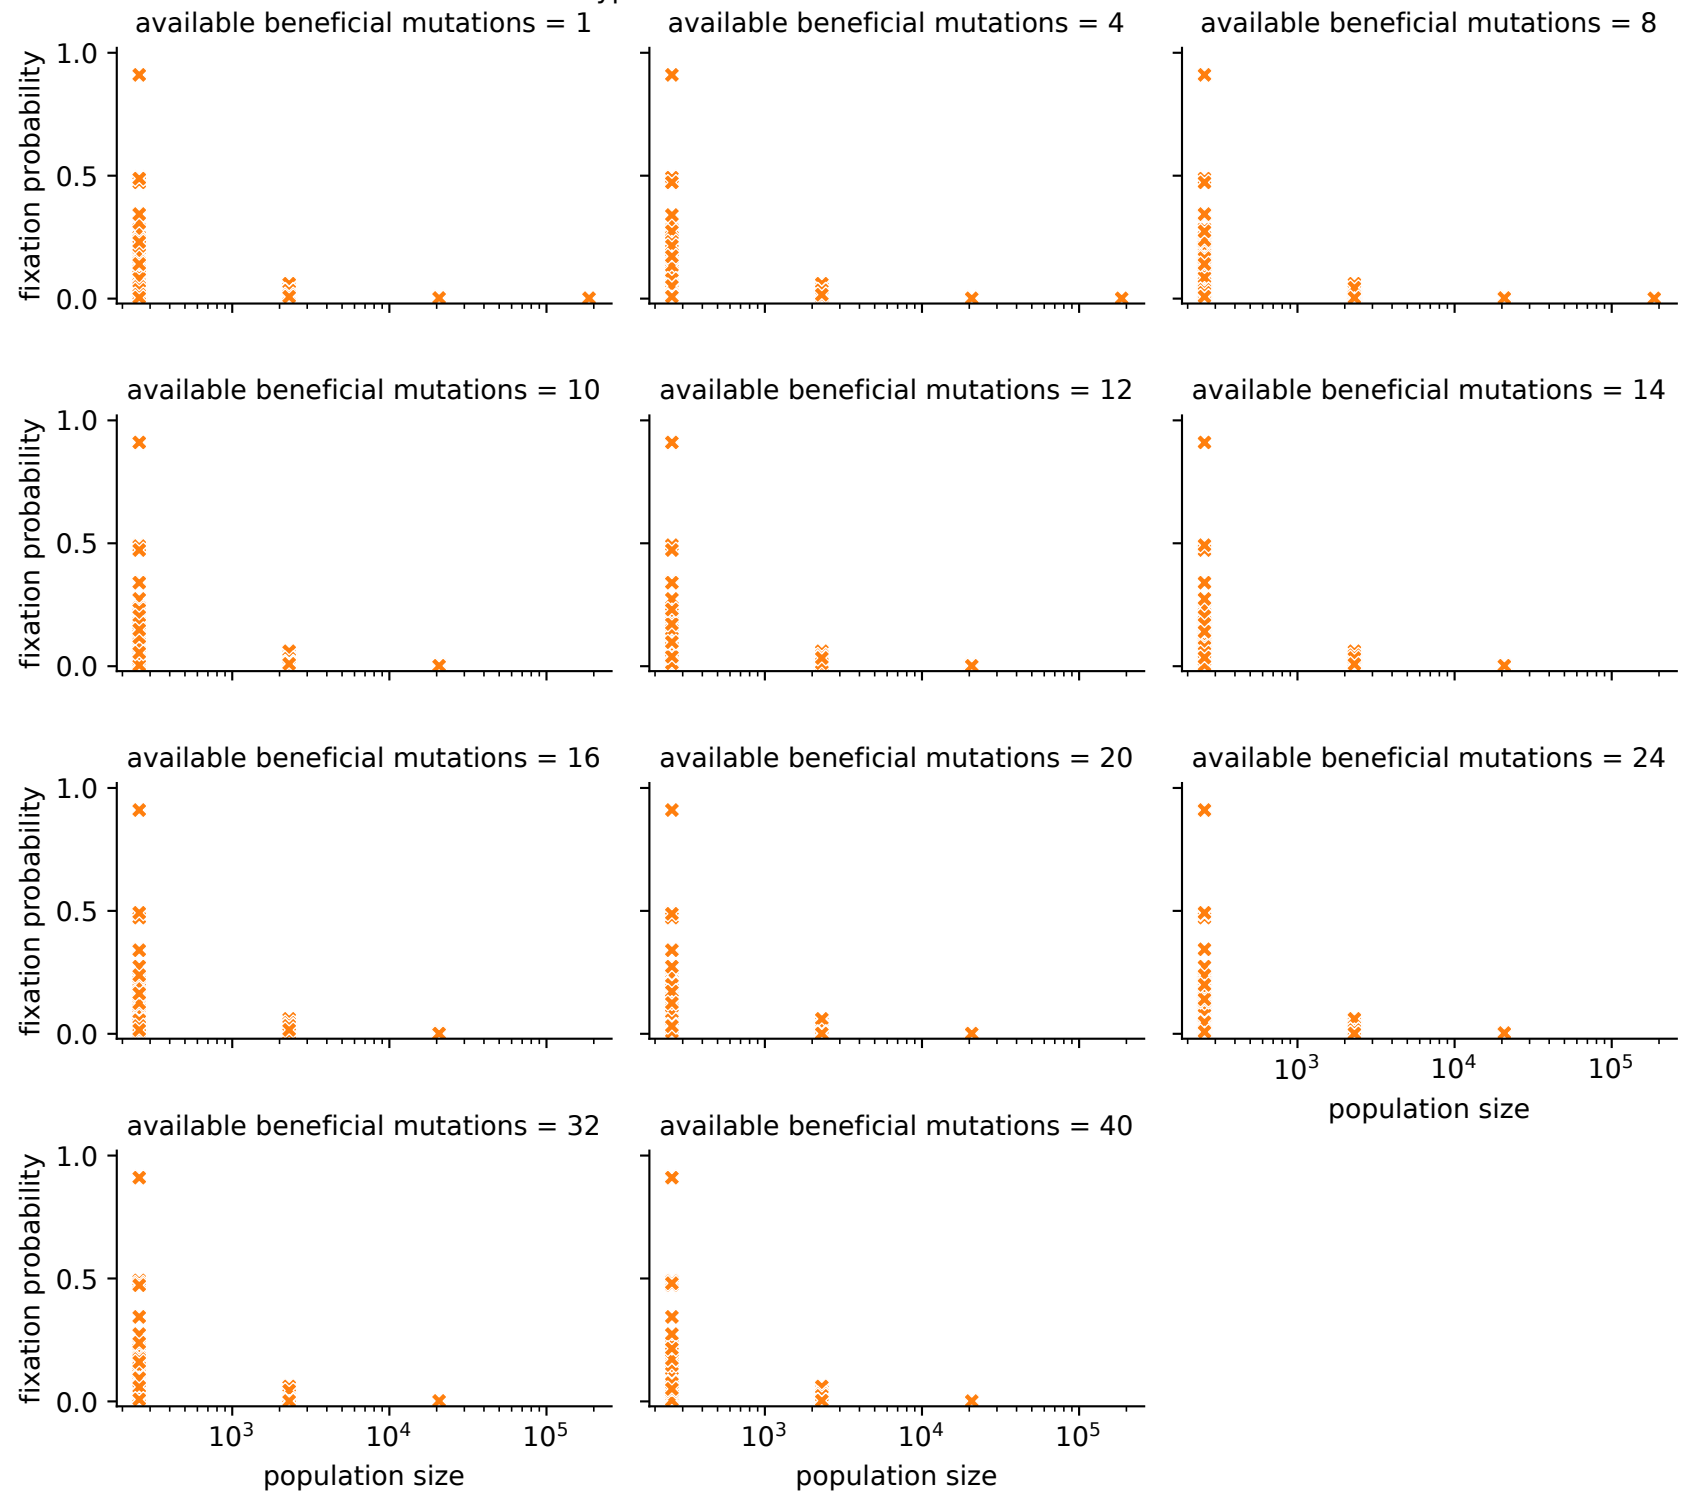 available beneficial mutations = 1
available beneficial mutations = 4
available beneficial mutations = 8
fixation probability
1.0
0.5
0.0
available beneficial mutations = 10
available beneficial mutations = 12
available beneficial mutations = 14
fixation probability
1.0
0.5
0.0
available beneficial mutations = 16
available beneficial mutations = 20
available beneficial mutations = 24
fixation probability
1.0
0.5
0.0
10³ 10⁴ 10⁵
population size
available beneficial mutations = 32
available beneficial mutations = 40
fixation probability
1.0
0.5
0.0
10³ 10⁴ 10⁵
10³ 10⁴ 10⁵
population size
population size